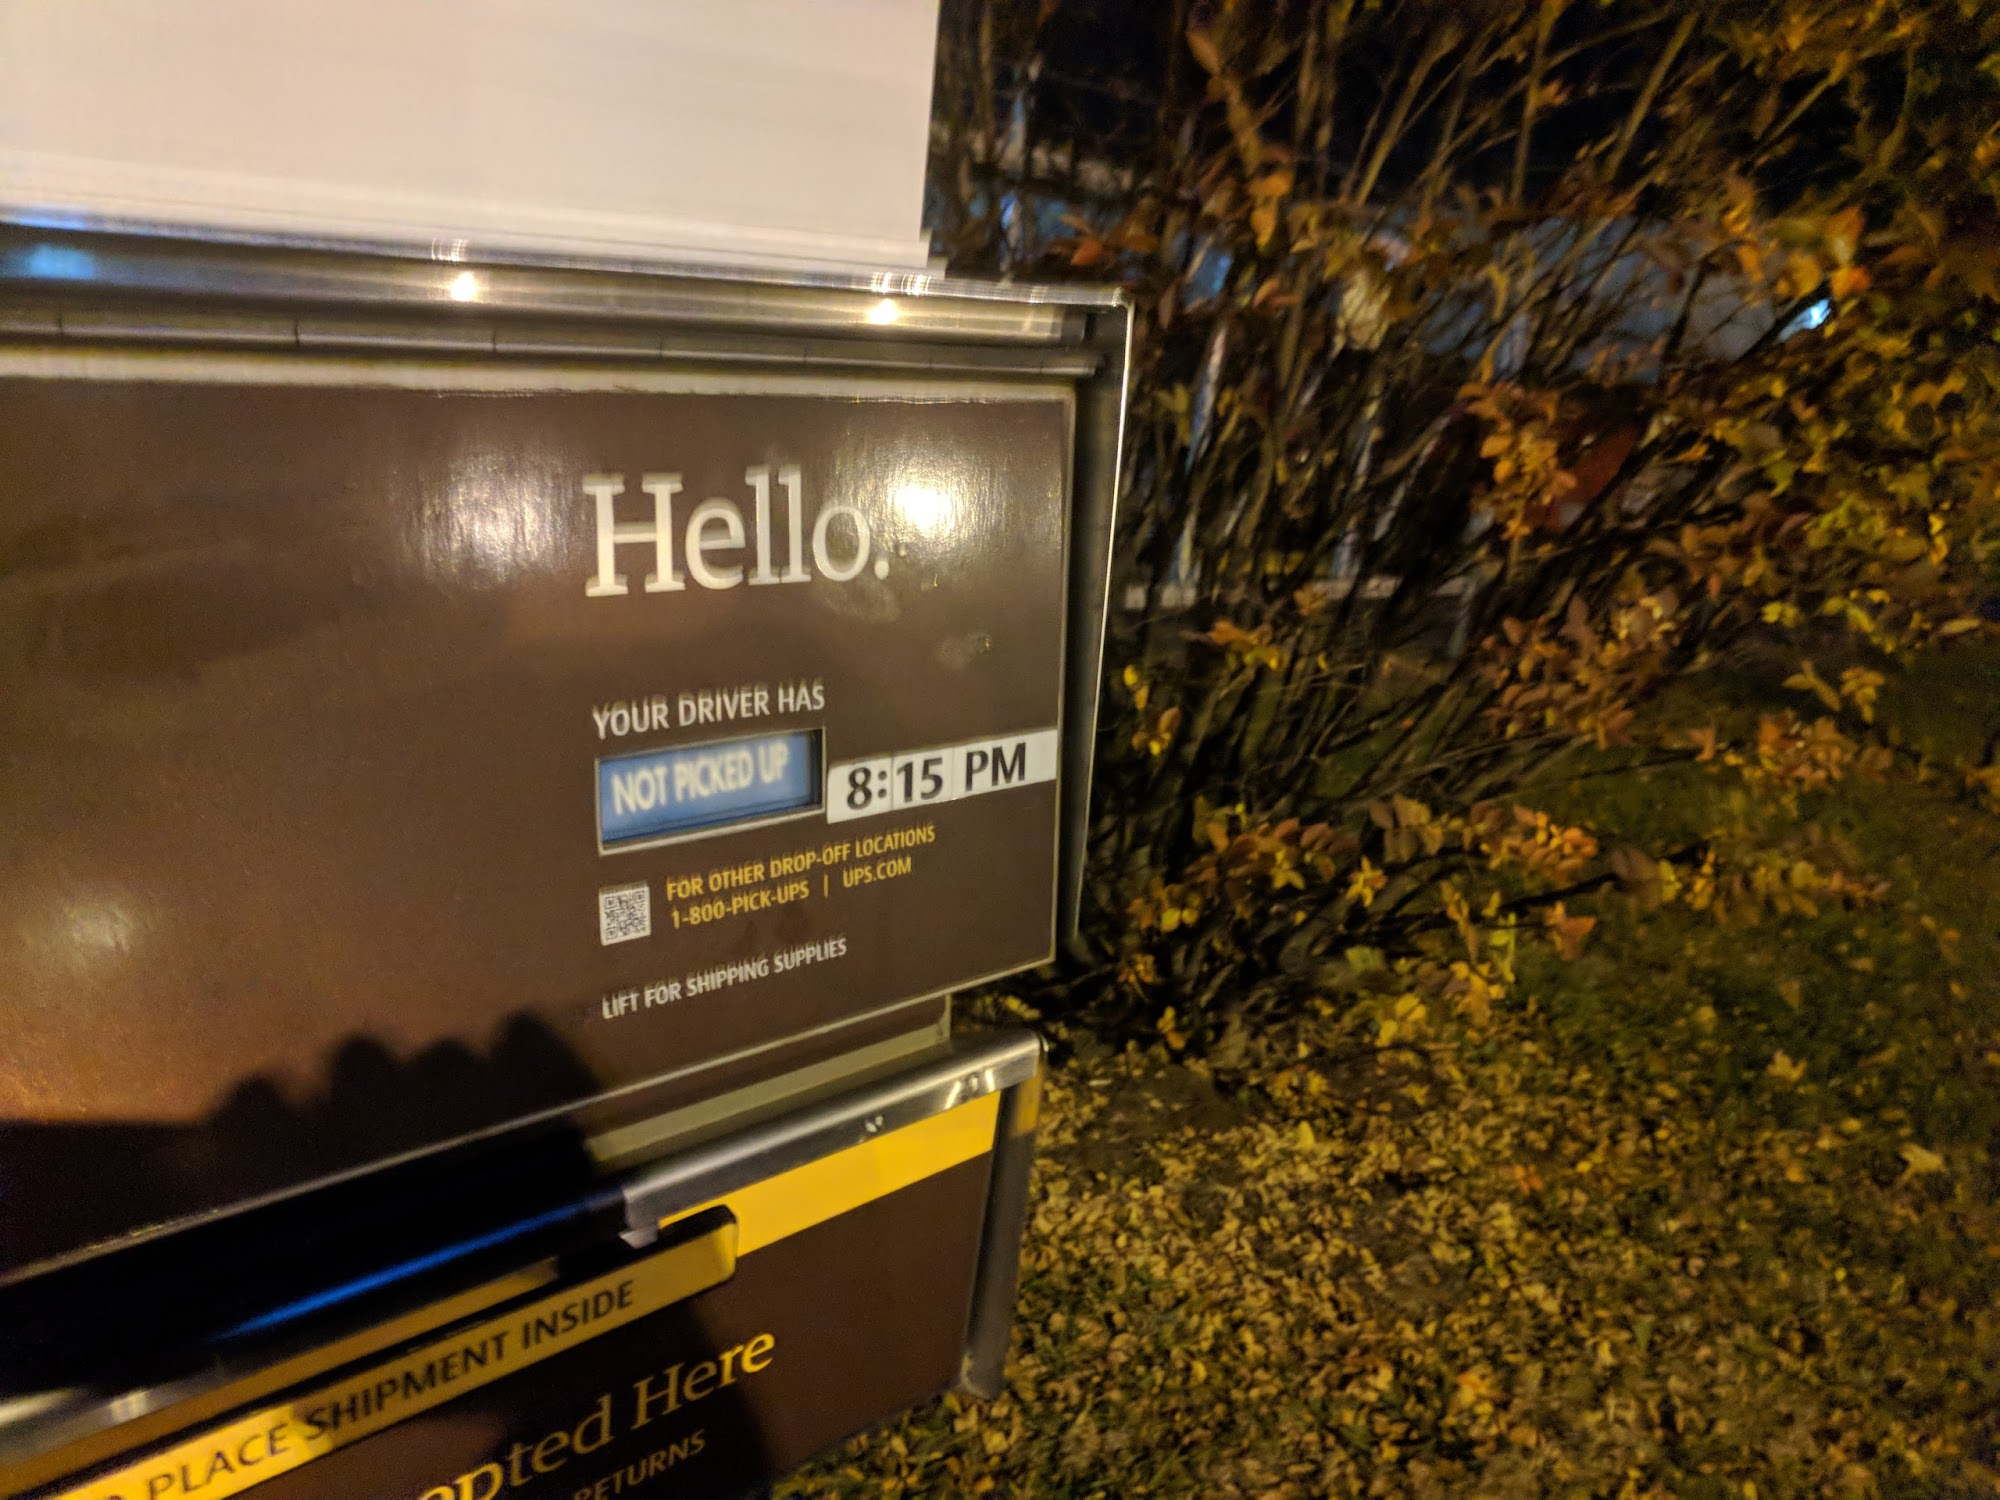 Hello.
YOUR DRIVER HAS
NOT PICKED UP 8:15 PM
FOR OTHER DROP-OFF LOCATIONS
1-800-PICK-UPS | UPS.COM
LIFT FOR SHIPPING SUPPLIES
PLACE SHIPMENT INSIDE
Here
RETURNS